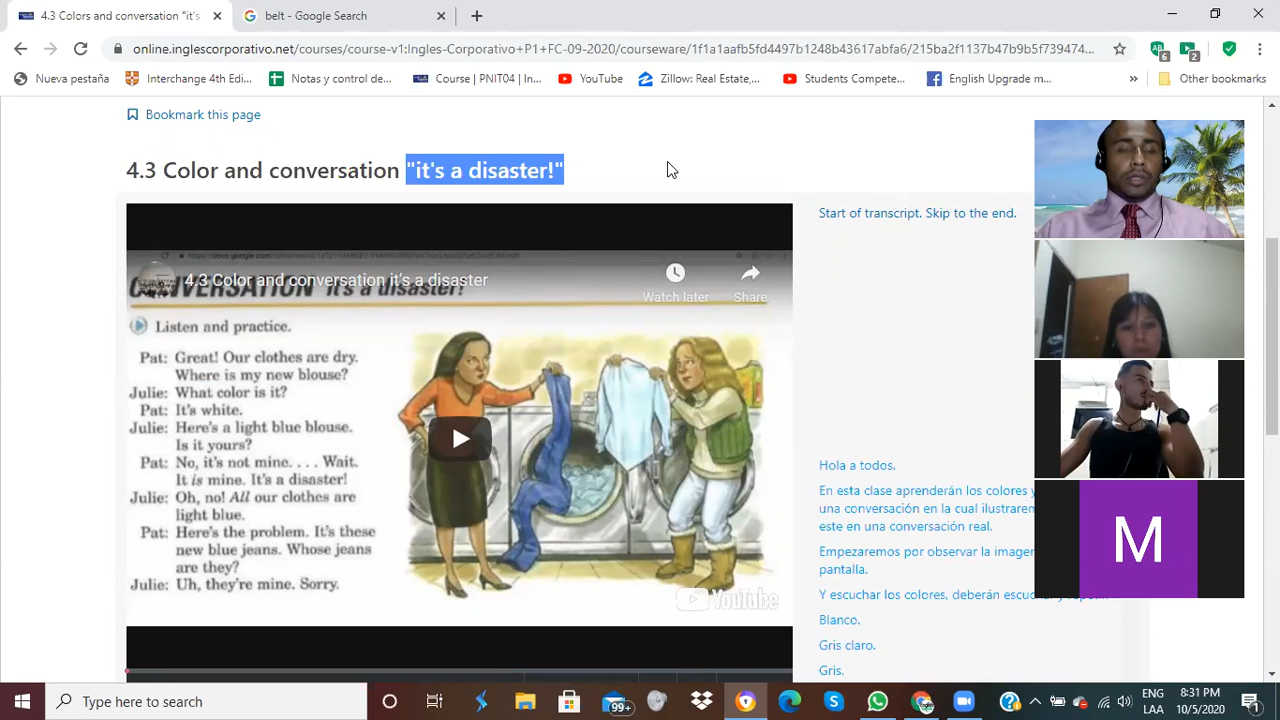 4.3 Color and conversation "it's
belt - Google Search
online.inglescorporativo.net/courses/course-v1:Ingles-Corporativo+P1+FC-09-2020/courseware/1f1a1aafb5fd4497b1248b43617abfa6/215ba2f1137b47b9b5f739474...
6
2
Nueva pestaña
Interchange 4th Edi...
Notas y control de...
Course | PNIT04 | In...
YouTube
Zillow: Real Estate,...
Students Compete...
English Upgrade m...
»
Other bookmarks
Bookmark this page
4.3 Color and conversation "it's a disaster!"
Start of transcript. Skip to the end.
4.3 Color and conversation it's a disaster
Watch later
Share
CONVERSATION It's a disaster!
Listen and practice.
Pat: Great! Our clothes are dry.
Where is my new blouse?
Julie: What color is it?
Pat: It's white.
Julie: Here's a light blue blouse.
Is it yours?
Pat: No, it's not mine. . . . Wait.
It is mine. It's a disaster!
Julie: Oh, no! All our clothes are
light blue.
Pat: Here's the problem. It's these
new blue jeans. Whose jeans
are they?
Julie: Uh, they're mine. Sorry.
YouTube
Hola a todos.
En esta clase aprenderán los colores y
una conversación en la cual ilustrarem
este en una conversación real.
Empezaremos por observar la imagen
pantalla.
Y escuchar los colores, deberán escuc
Blanco.
Gris claro.
Gris.
M
Type here to search
99+
ENG
LAA
8:31 PM
10/5/2020
1